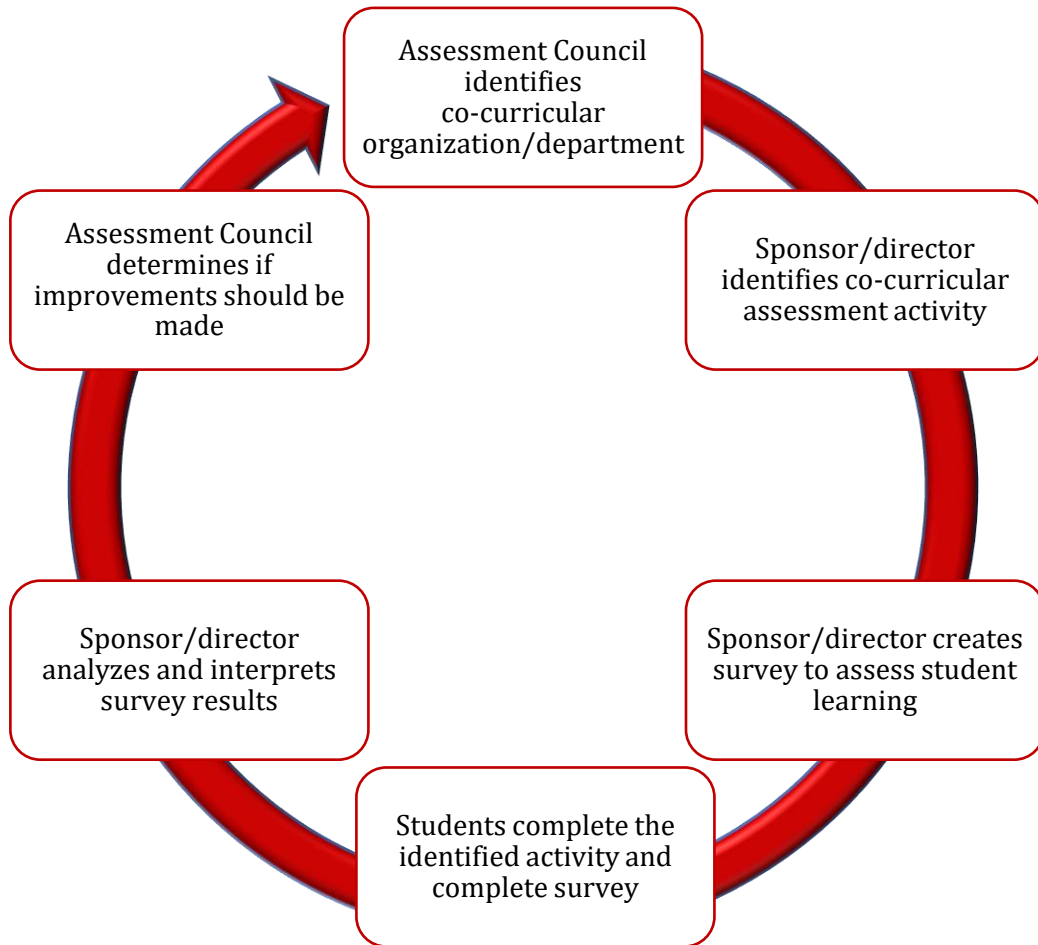 Assessment Council
identifies
co-curricular
organization/department
Sponsor/director
identifies co-curricular
assessment activity
Sponsor/director creates
survey to assess student
learning
Students complete the
identified activity and
complete survey
Sponsor/director
analyzes and interprets
survey results
Assessment Council
determines if
improvements should be
made